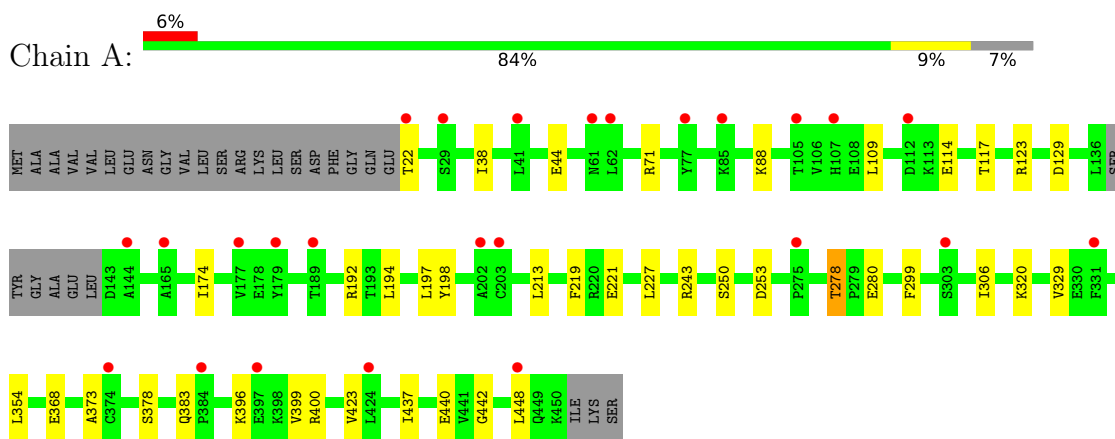 6%
Chain A:
84% 9% 7%
MET ALA ALA VAL VAL LEU GLU ASN GLY VAL LEU SER ARG LYS LEU SER ASP PHE GLY GLN GLU T22 S29 I38 L41 E44 N61 L62 R71 Y77 K85 K88 T105 V106 H107 E108 L109 D112 K113 E114 T117 R123 D129 L136 SER
TYR GLY ALA GLU LEU D143 A144 A165 I174 V177 E178 Y179 T189 R192 T193 L194 L197 Y198 A202 C203 L213 F219 R220 E221 L227 R243 S250 D253 P275 T278 P279 E280 F299 S303 I306 K320 V329 E330 F331
L354 E368 A373 C374 S378 Q383 P384 K396 E397 K398 V399 R400 V423 L424 I437 E440 V441 G442 L448 Q449 K450 ILE LYS SER